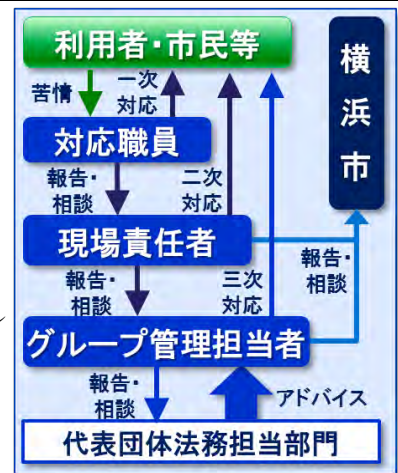 利用者・市民等
横浜市
苦情
一次
対応
対応職員
報告・
相談
二次
対応
現場責任者
報告・
相談
三次
対応
報告・
相談
グループ管理担当者
報告・
相談
アドバイス
代表団体法務担当部門